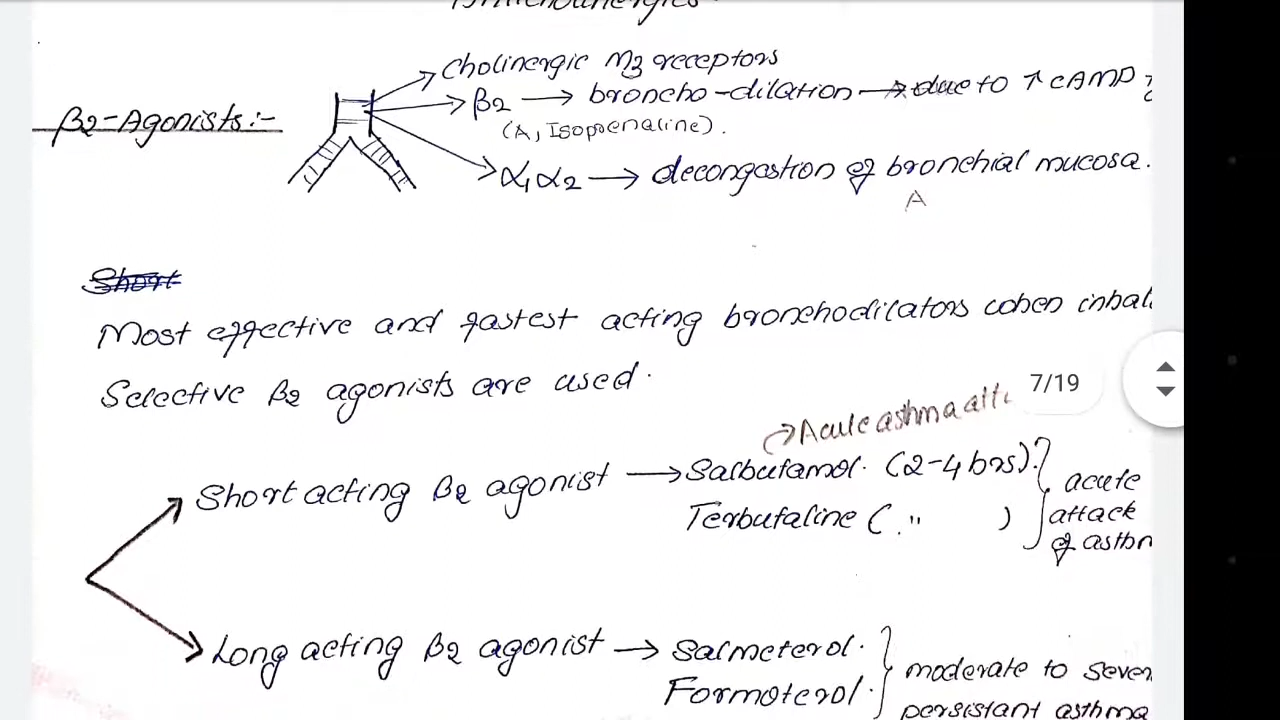 Cholinergic M3 receptors
β2-Agonists:-
β2 → broncho-dilation → due to ↑ cAMP
(A, Isoprenaline).
α1 α2 → decongastion of bronchial mucosa.
A
Short
Most effective and fastest acting bronchodilators when inhal
Selective β2 agonists are used.
7/19
→ Acute asthma att
Short acting β2 agonist → Salbutamol. (2-4 hrs).
Terbutaline ( " )
acute
attack
of asth
Long acting β2 agonist → Salmeterol.
Formoterol.
moderate to sever
persistant asthma